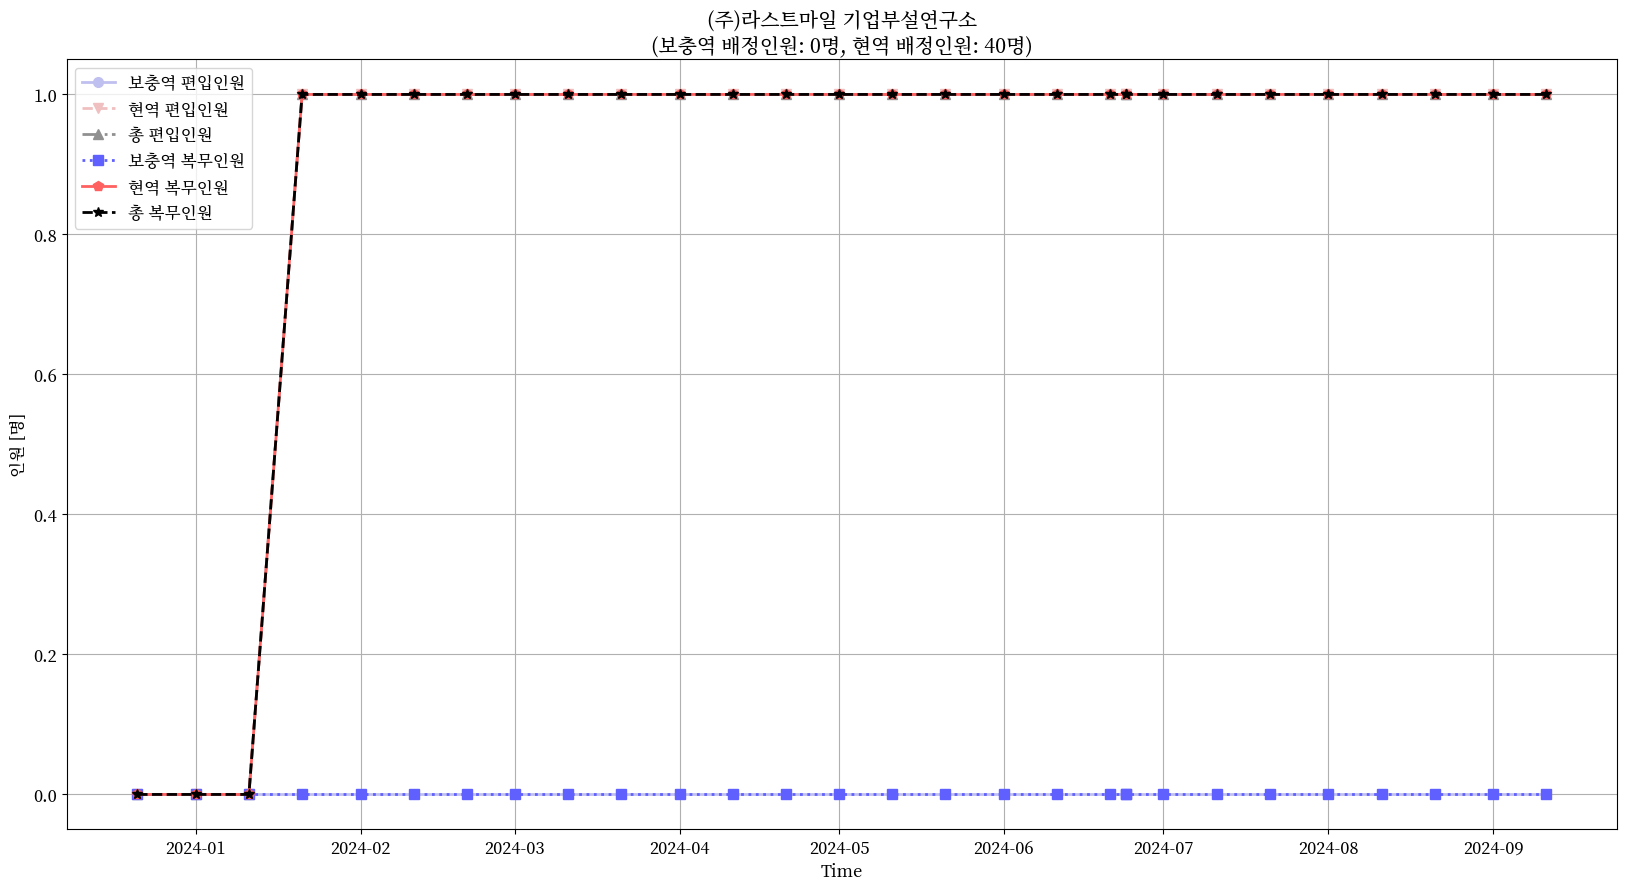 (주)라스트마일 기업부설연구소
(보충역 배정인원: 0명, 현역 배정인원: 40명)
보충역 편입인원
현역 편입인원
총 편입인원
보충역 복무인원
현역 복무인원
총 복무인원
1.0
0.8
0.6
0.4
0.2
0.0
인원 [명]
2024-01 2024-02 2024-03 2024-04 2024-05 2024-06 2024-07 2024-08 2024-09
Time